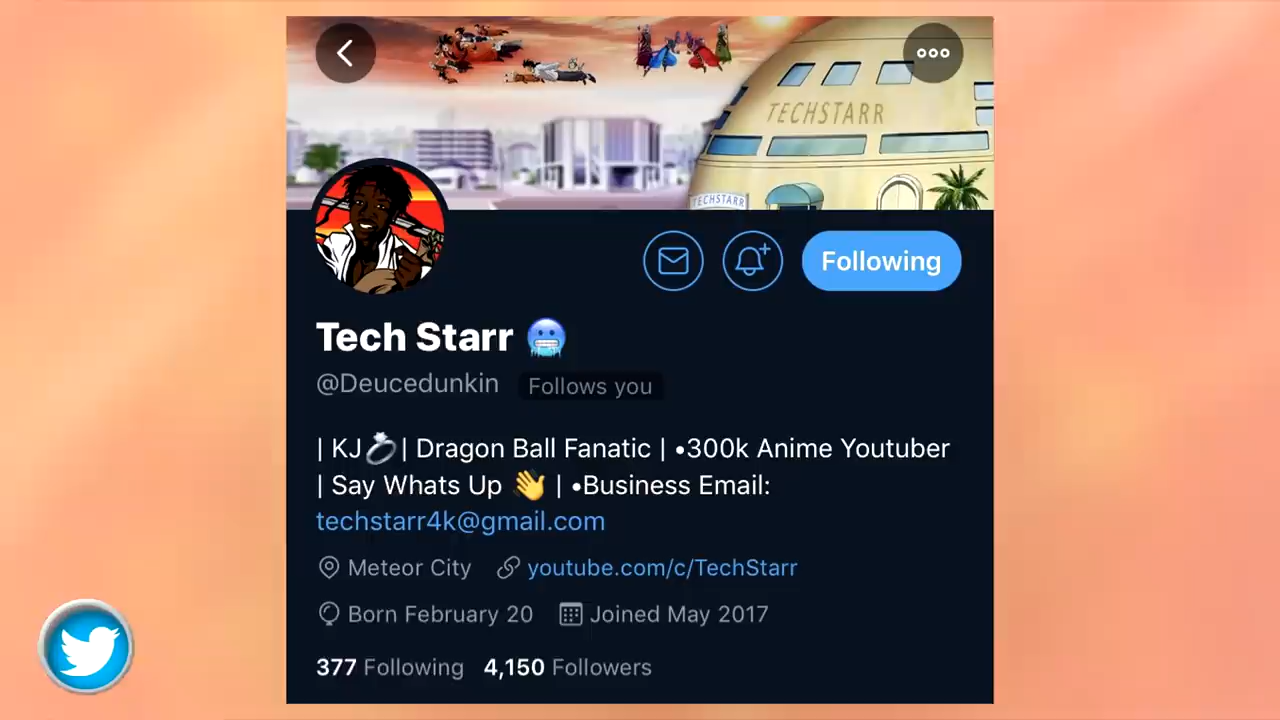 TECHSTARR
TECHSTARR
Following
Tech Starr 🥶
@Deucedunkin Follows you
| KJ💍| Dragon Ball Fanatic | •300k Anime Youtuber
| Say Whats Up 👋 | •Business Email:
techstarr4k@gmail.com
Meteor City youtube.com/c/TechStarr
Born February 20 Joined May 2017
377 Following 4,150 Followers